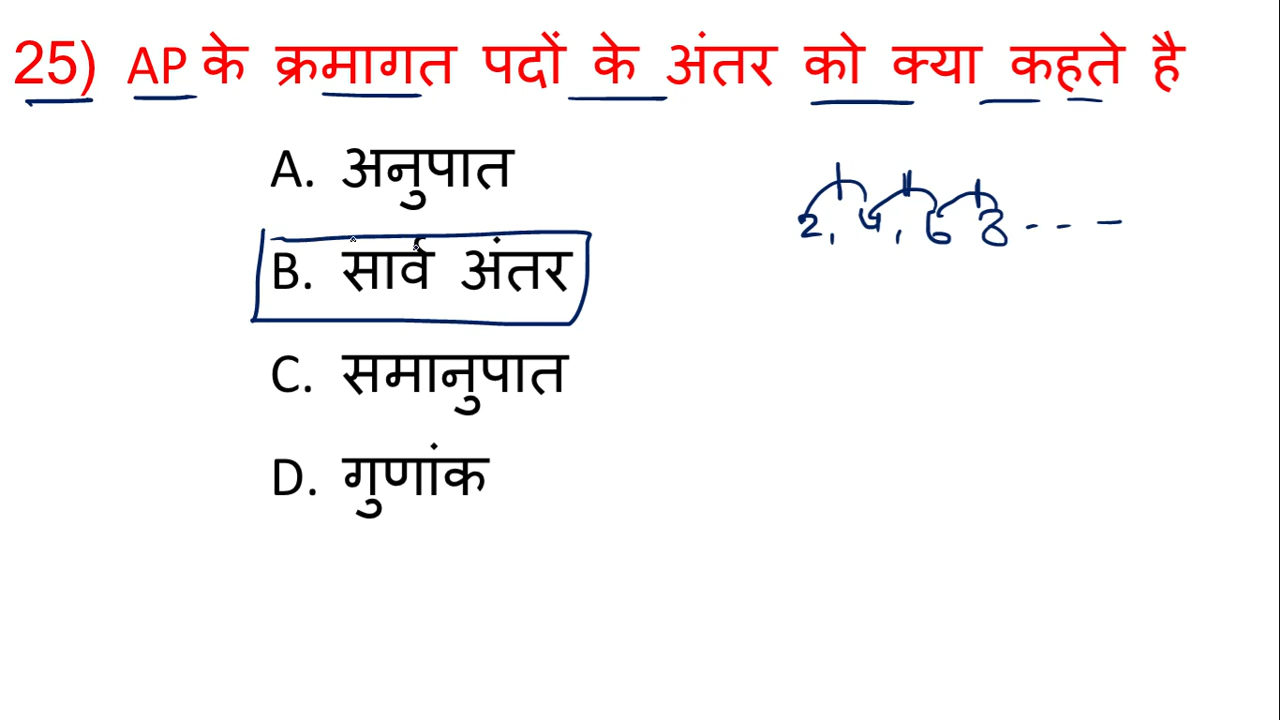 25) AP के क्रमागत पदों के अंतर को क्या कहते है
A. अनुपात
2, 4, 6 8 - - -
B. सार्व अंतर
C. समानुपात
D. गुणांक